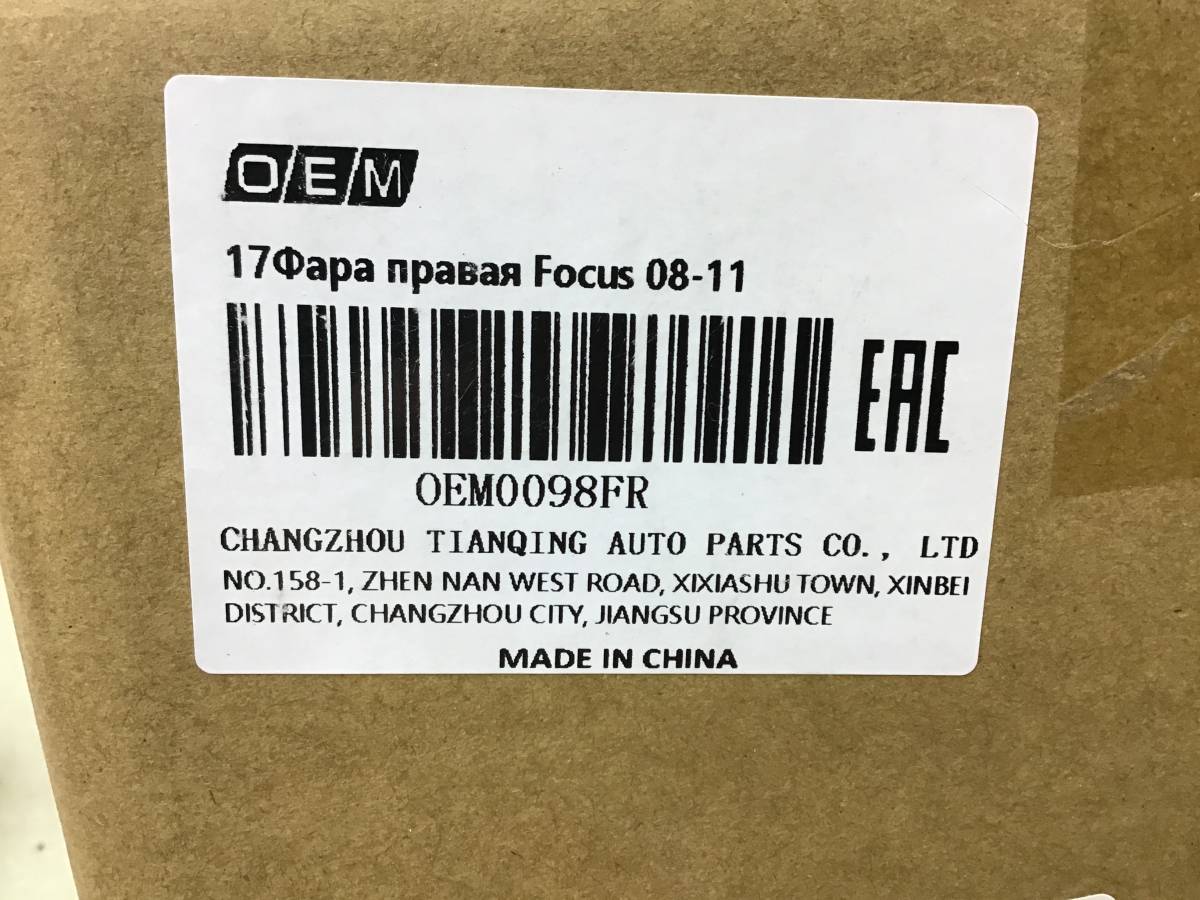 OEM
17Фара правая Focus 08-11
EAC
OEM0098FR
CHANGZHOU TIANQING AUTO PARTS CO., LTD
NO.158-1, ZHEN NAN WEST ROAD, XIXIASHU TOWN, XINBEI
DISTRICT, CHANGZHOU CITY, JIANGSU PROVINCE
MADE IN CHINA